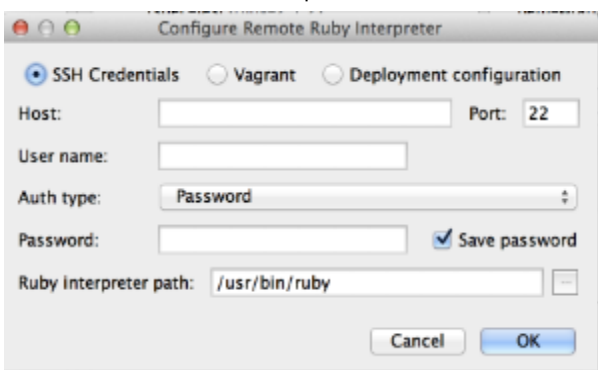 Configure Remote Ruby Interpreter
SSH Credentials Vagrant Deployment configuration
Host: Port: 22
User name:
Auth type: Password
Password: Save password
Ruby interpreter path: /usr/bin/ruby
Cancel OK